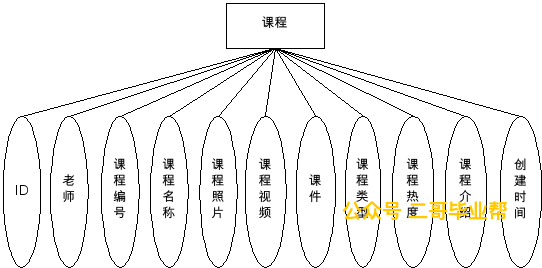 课程
ID
老师
课程编号
课程名称
课程照片
课程视频
课件
课程类型
课程热度
课程介绍
创建时间
公众号 二哥毕业帮